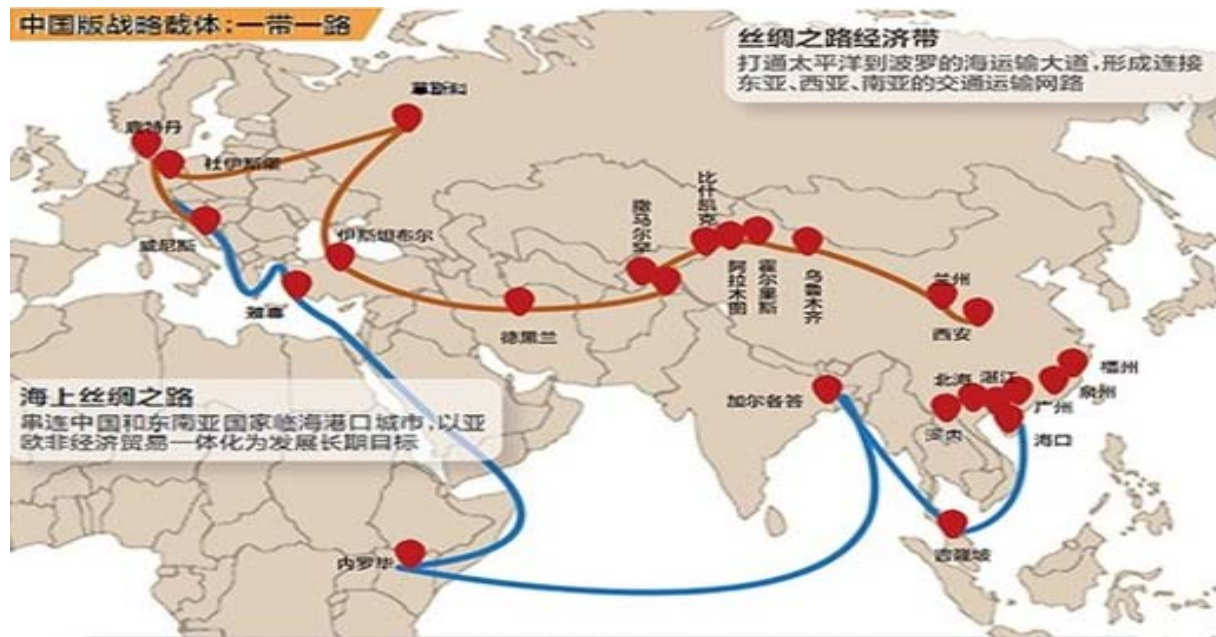 中国版战略载体:一带一路
丝绸之路经济带
打通太平洋到波罗的海运输大道,形成连接
东亚、西亚、南亚的交通运输网路
莫斯科
鹿特丹
杜伊斯堡
威尼斯
伊斯坦布尔
雅典
德黑兰
撒马尔罕
比什凯克
阿拉木图
霍尔果斯
乌鲁木齐
兰州
西安
海上丝绸之路
串连中国和东南亚国家临海港口城市,以亚
欧非经济贸易一体化为发展长期目标
加尔各答
北海
湛江
福州
泉州
广州
海口
河内
吉隆坡
内罗毕